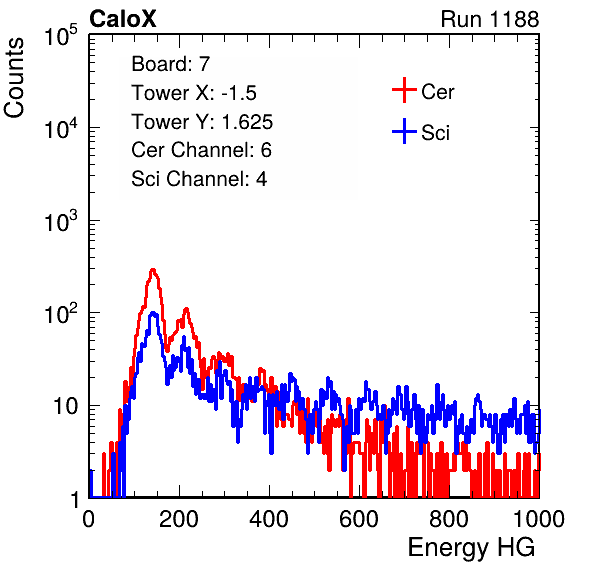 CaloX Run 1188
Counts
10^5
10^4
10^3
10^2
10
1
Board: 7
Tower X: -1.5
Tower Y: 1.625
Cer Channel: 6
Sci Channel: 4
Cer
Sci
0 200 400 600 800 1000
Energy HG